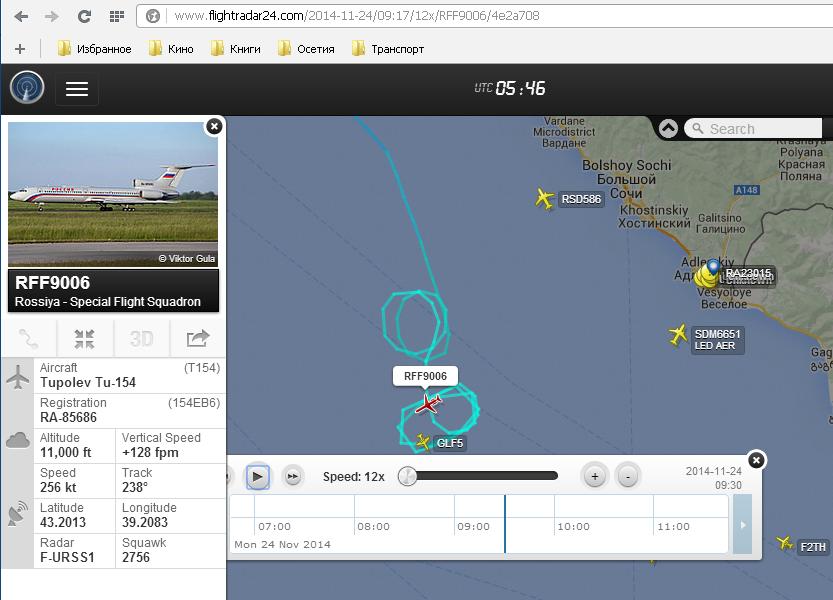 www.flightradar24.com/2014-11-24/09:17/12x/RFF9006/4e2a708
Избранное
Кино
Книги
Осетия
Транспорт
UTC 05:46
Search
© Viktor Gula
RFF9006
Rossiya - Special Flight Squadron
3D
Aircraft
(T154)
Tupolev Tu-154
Registration
(154EB6)
RA-85686
Altitude
Vertical Speed
11,000 ft
+128 fpm
Speed
Track
256 kt
238°
Latitude
Longitude
43.2013
39.2083
Radar
Squawk
F-URSS1
2756
Vardane
Microdistrict
Вардане
Bolshoy Sochi
Большой
Сочи
Krasnaya
Polyana
Красная
Поляна
A148
RSD586
Khostinskiy
Хостинский
Galitsino
Галицино
RA23015
Vesyoloye
Веселое
SDM6651
LED AER
RFF9006
GLF5
Speed: 12x
+
-
2014-11-24
09:30
07:00
08:00
09:00
10:00
11:00
Mon 24 Nov 2014
F2TH